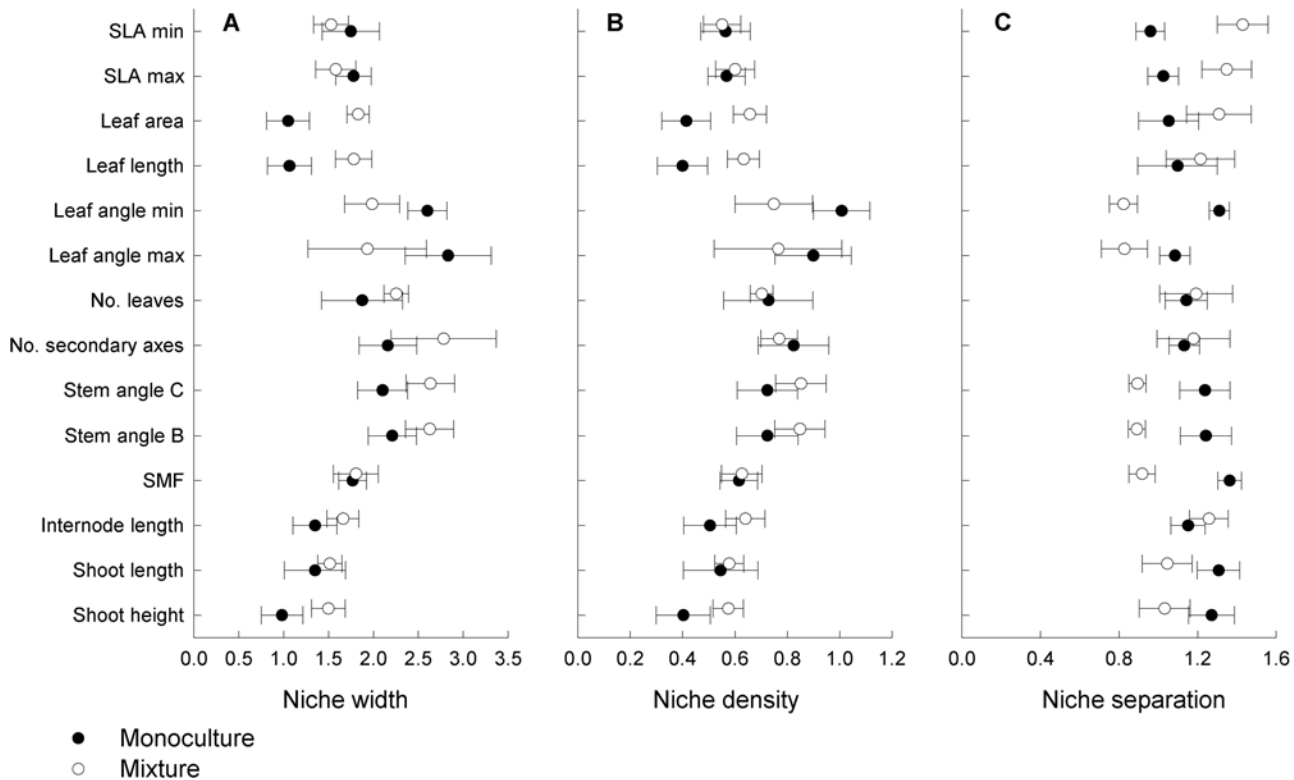 A
B
C
SLA min
SLA max
Leaf area
Leaf length
Leaf angle min
Leaf angle max
No. leaves
No. secondary axes
Stem angle C
Stem angle B
SMF
Internode length
Shoot length
Shoot height
0.0 0.5 1.0 1.5 2.0 2.5 3.0 3.5
0.0 0.2 0.4 0.6 0.8 1.0 1.2
0.0 0.4 0.8 1.2 1.6
Niche width
Niche density
Niche separation
Monoculture
Mixture